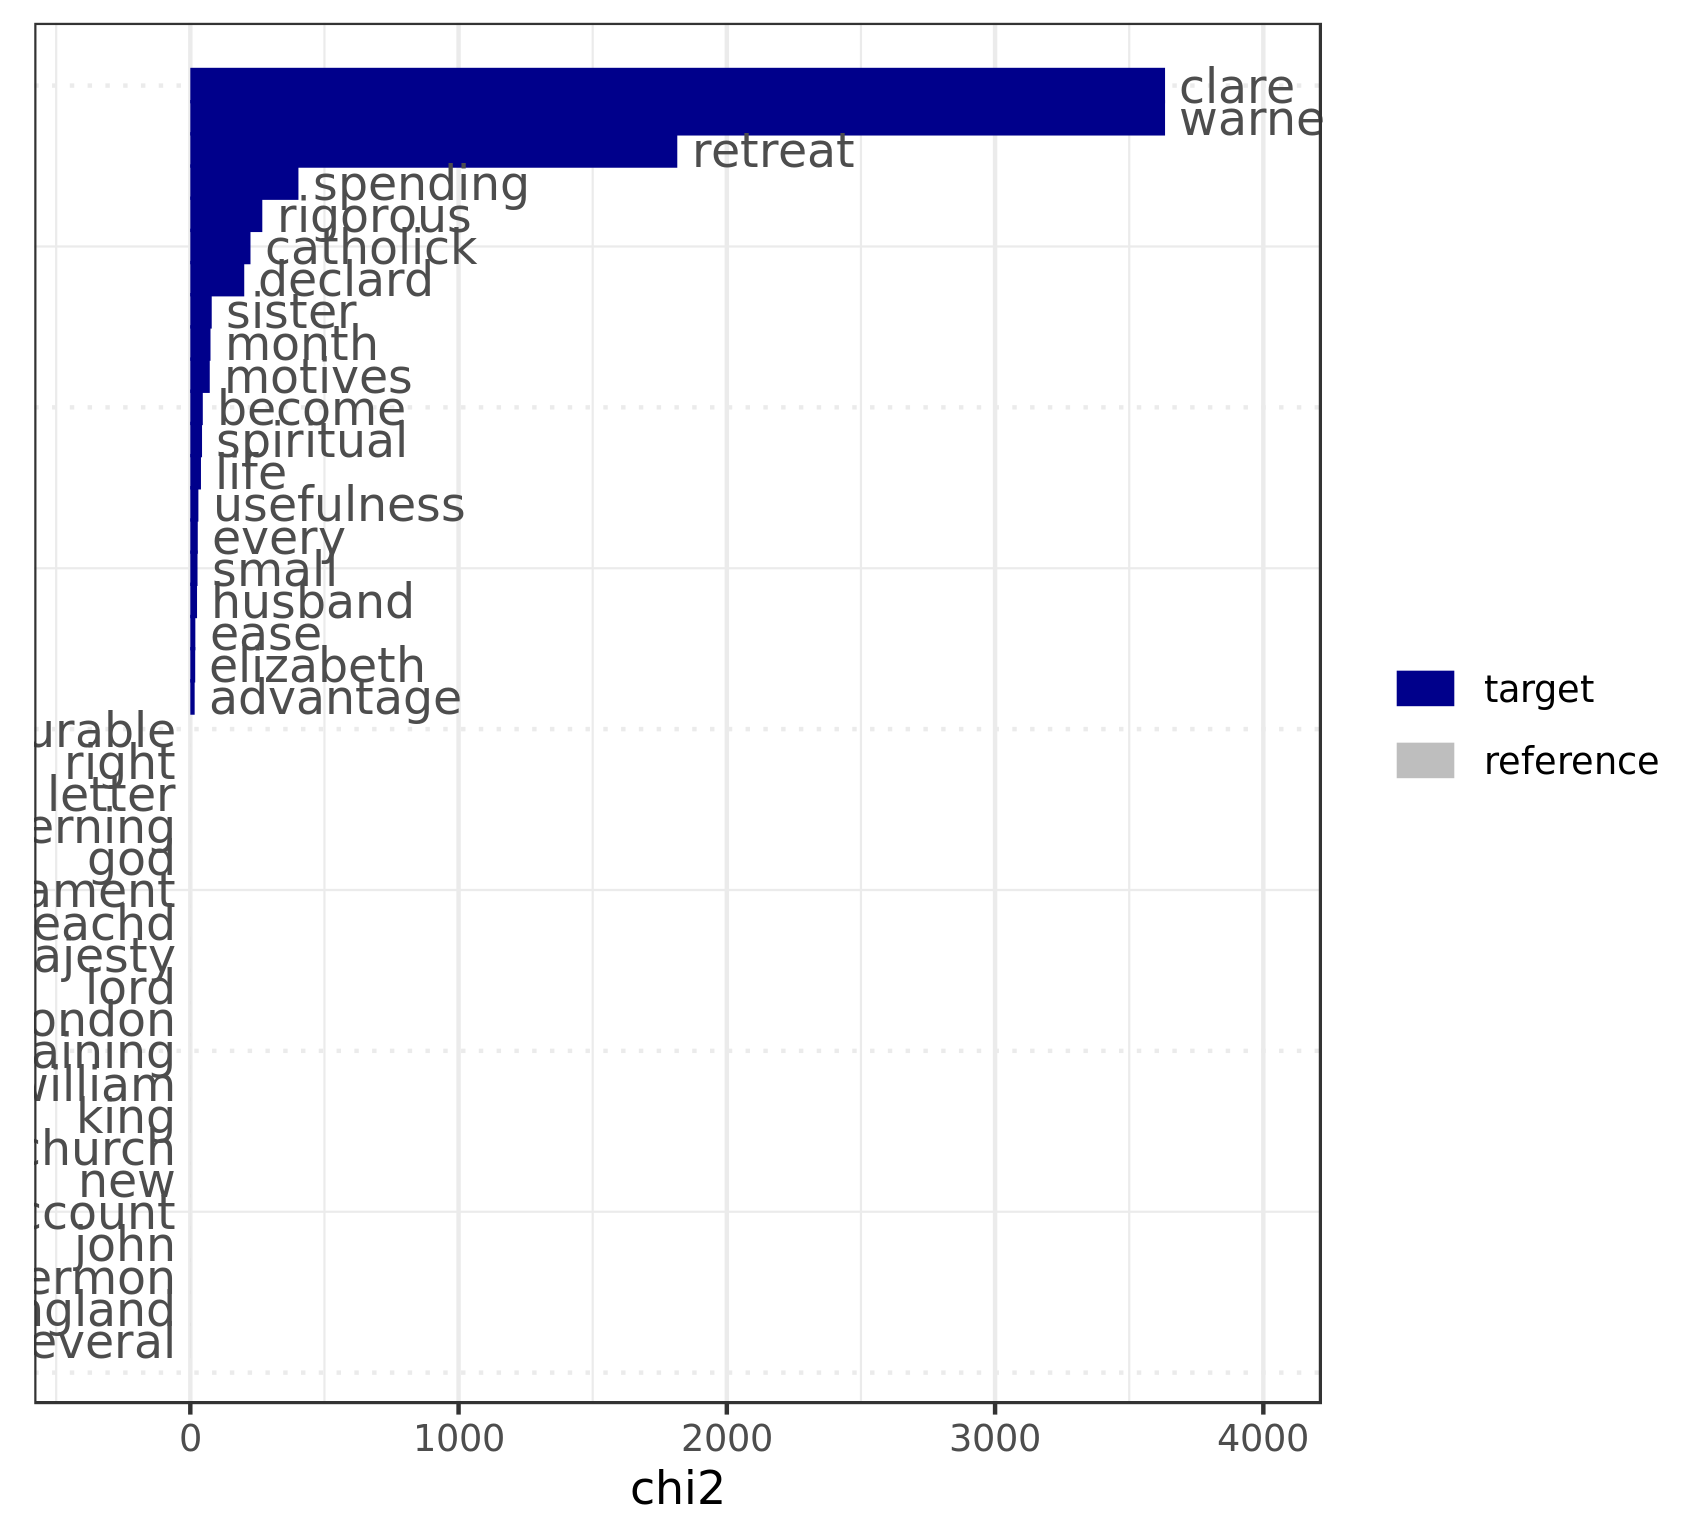 clare
warne
retreat
spending
rigorous
catholick
declard
sister
month
motives
become
spiritual
life
usefulness
every
small
husband
ease
elizabeth
advantage
urable
right
letter
erning
god
ament
eachd
ajesty
lord
ondon
aining
william
king
church
new
ccount
john
ermon
ngland
everal
target
reference
0 1000 2000 3000 4000
chi2